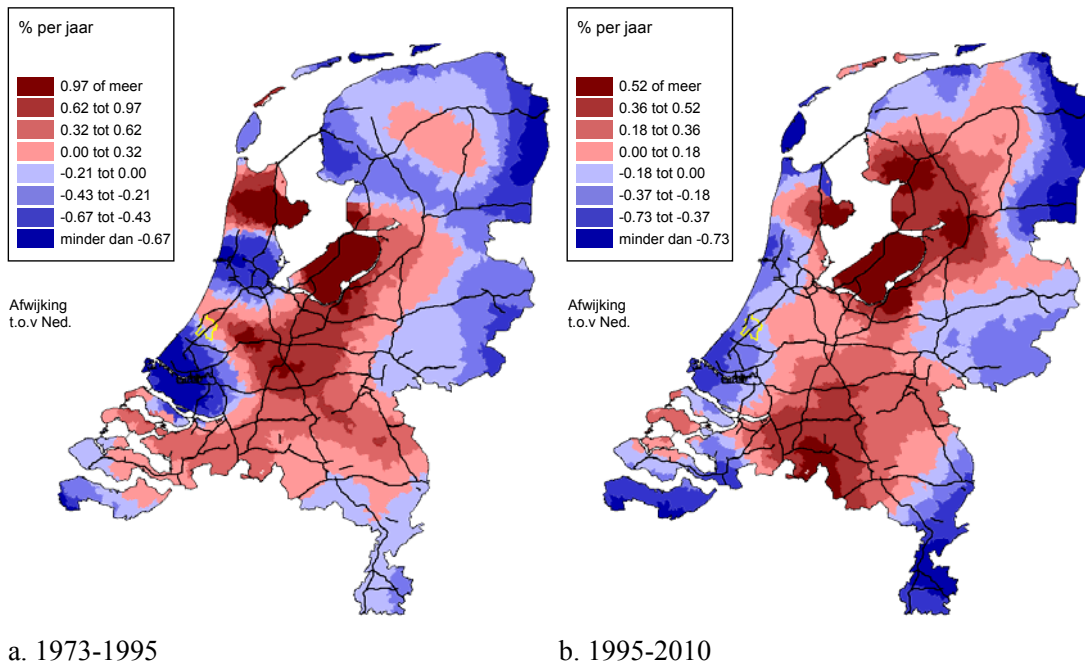 % per jaar
0.97 of meer
0.62 tot 0.97
0.32 tot 0.62
0.00 tot 0.32
-0.21 tot 0.00
-0.43 tot -0.21
-0.67 tot -0.43
minder dan -0.67
Afwijking
t.o.v Ned.
a. 1973-1995
% per jaar
0.52 of meer
0.36 tot 0.52
0.18 tot 0.36
0.00 tot 0.18
-0.18 tot 0.00
-0.37 tot -0.18
-0.73 tot -0.37
minder dan -0.73
Afwijking
t.o.v Ned.
b. 1995-2010